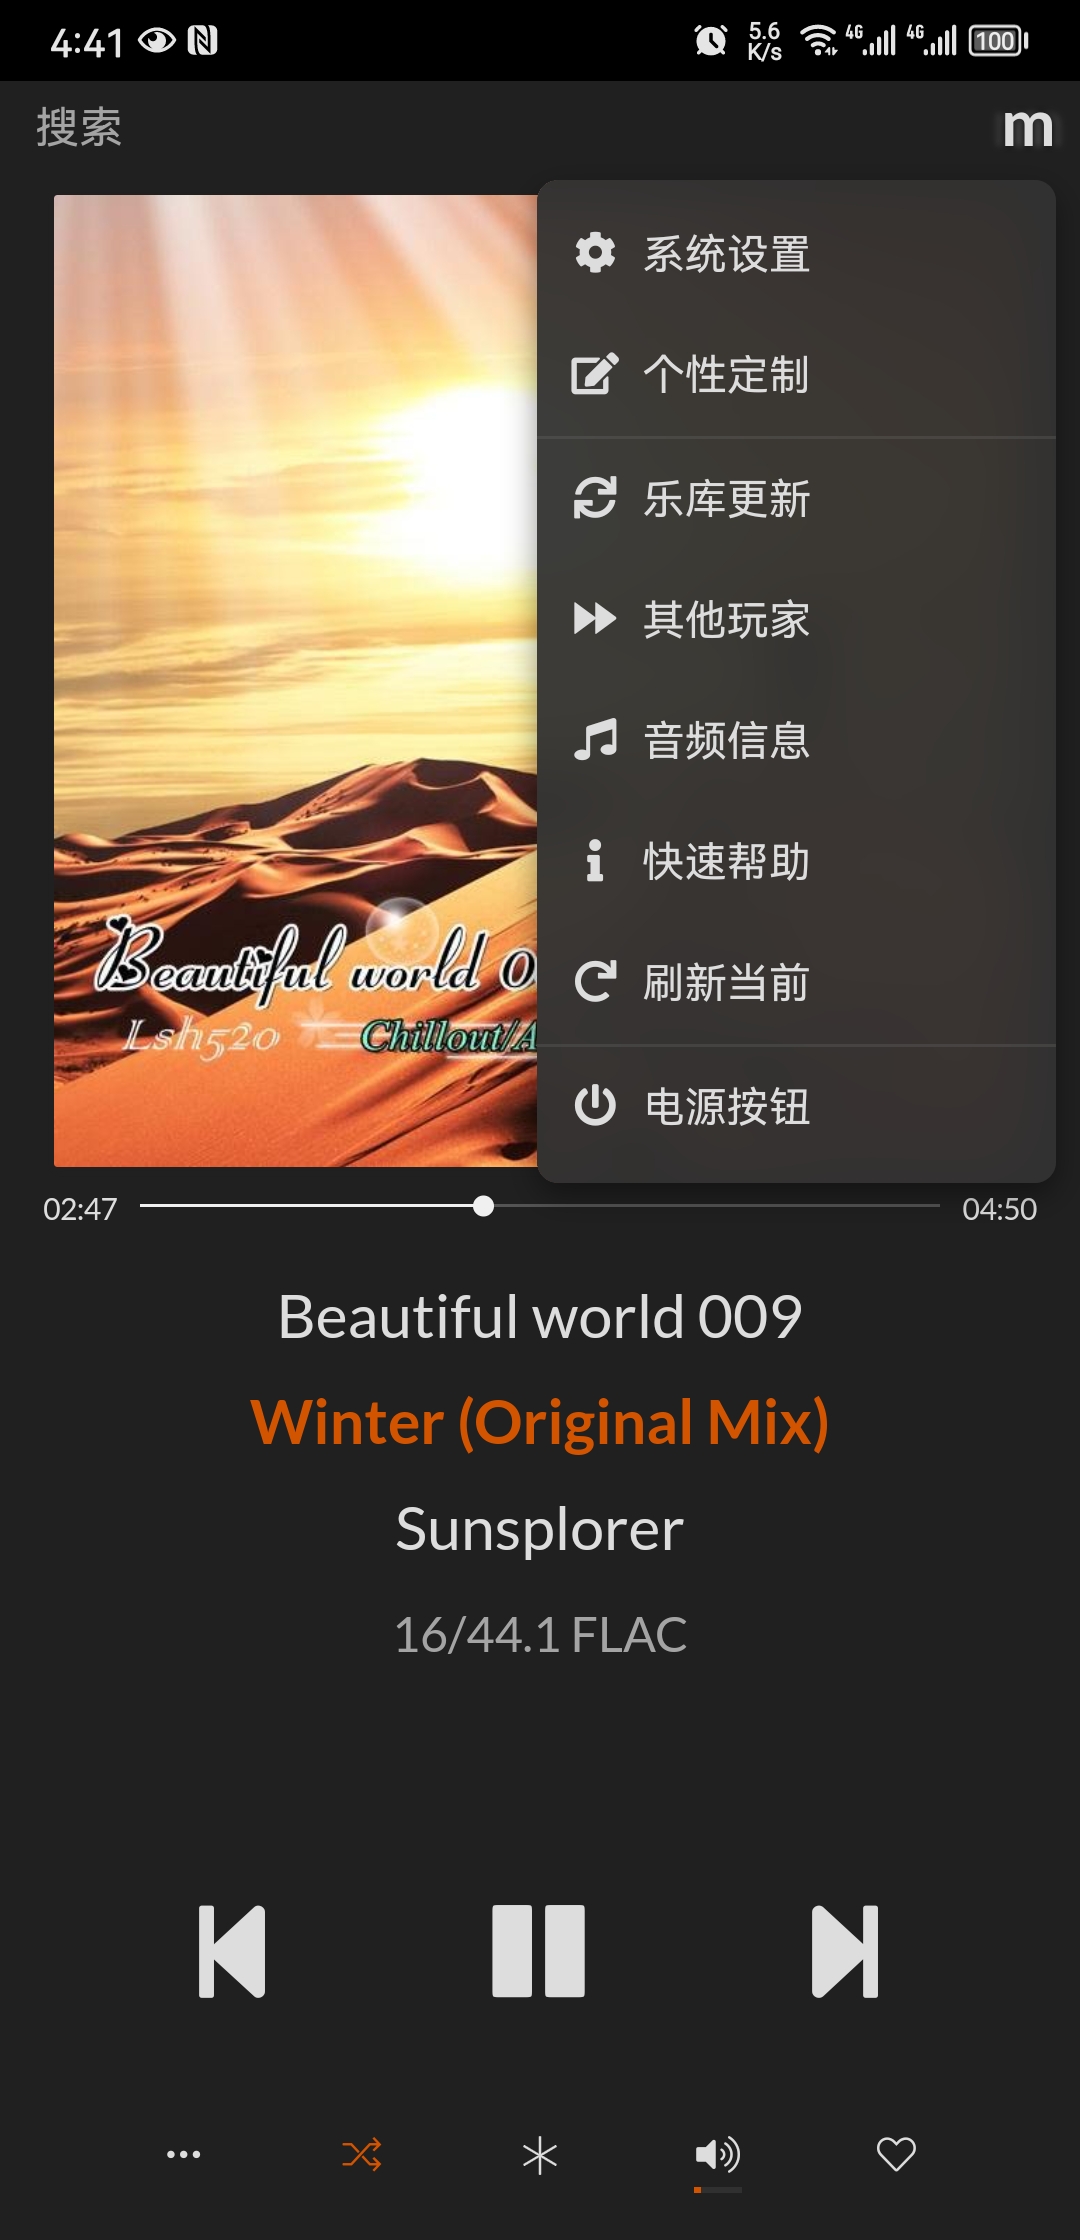 4:41
5.6
K/s
4G
4G
100
搜索
m
系统设置
个性定制
乐库更新
其他玩家
音频信息
快速帮助
刷新当前
电源按钮
Beautiful world 0
Lsh520
Chillout/A
02:47
04:50
Beautiful world 009
Winter (Original Mix)
Sunsplorer
16/44.1 FLAC